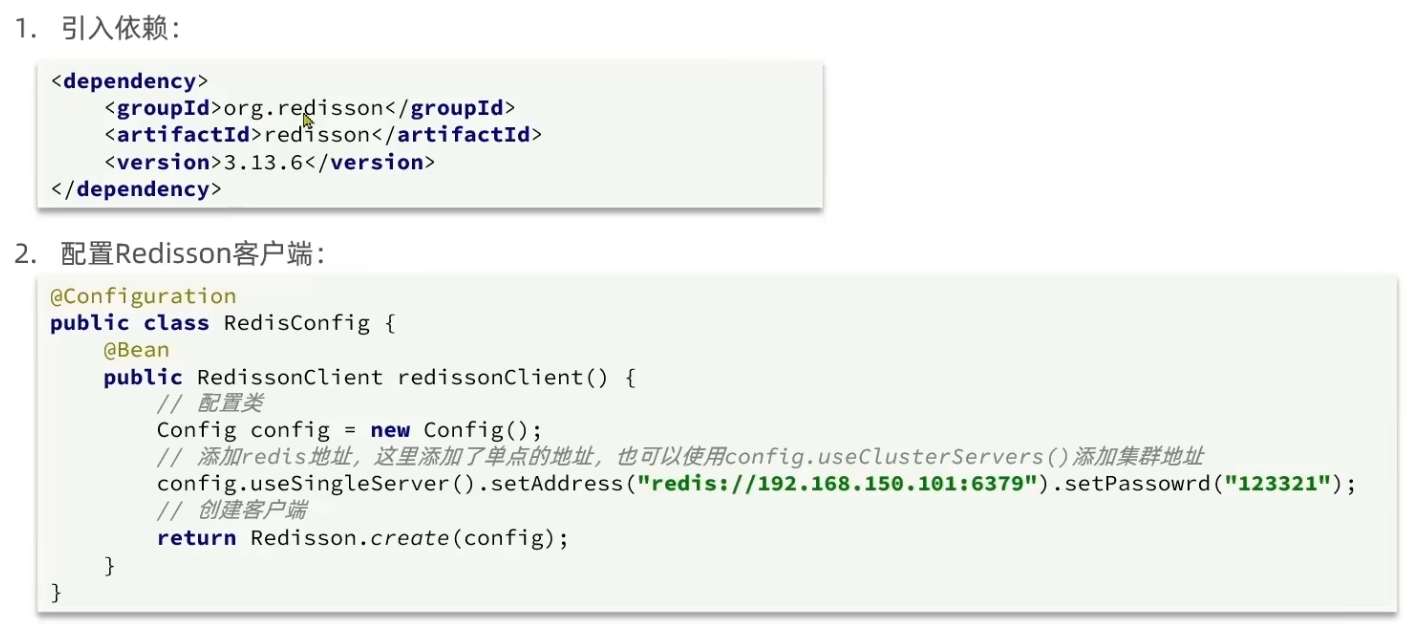 1. 引入依赖：
<dependency>
    <groupId>org.redisson</groupId>
    <artifactId>redisson</artifactId>
    <version>3.13.6</version>
</dependency>
2. 配置Redisson客户端：
@Configuration
public class RedisConfig {
    @Bean
    public RedissonClient redissonClient() {
        // 配置类
        Config config = new Config();
        // 添加redis地址，这里添加了单点的地址，也可以使用config.useClusterServers()添加集群地址
        config.useSingleServer().setAddress("redis://192.168.150.101:6379").setPassowrd("123321");
        // 创建客户端
        return Redisson.create(config);
    }
}